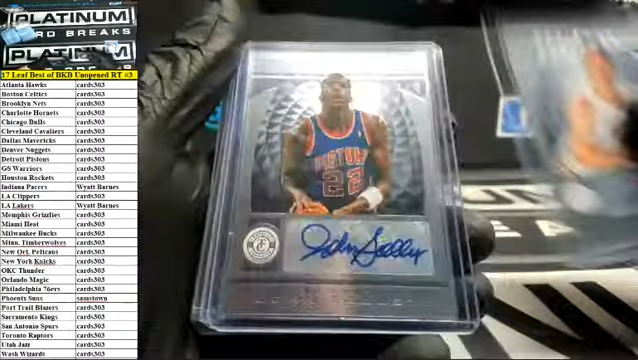 PLATINUM
RD BREAKS
PLATINUM
17 Leaf Best of BKB Unopened RT #3
Atlanta Hawks cards303
Boston Celtics cards303
Brooklyn Nets cards303
Charlotte Hornets cards303
Chicago Bulls cards303
Cleveland Cavaliers cards303
Dallas Mavericks cards303
Denver Nuggets cards303
Detroit Pistons cards303
GS Warriors cards303
Houston Rockets cards303
Indiana Pacers Wyatt Barnes
LA Clippers cards303
LA Lakers Wyatt Barnes
Memphis Grizzlies cards303
Miami Heat cards303
Milwaukee Bucks cards303
Minn. Timberwolves cards303
New Orl. Pelicans cards303
New York Knicks cards303
OKC Thunder cards303
Orlando Magic cards303
Philadelphia 76ers cards303
Phoenix Suns samstown
Port Trail Blazers cards303
Sacramento Kings cards303
San Antonio Spurs cards303
Toronto Raptors cards303
Utah Jazz cards303
Wash Wizards cards303
PISTONS
22
John Salley